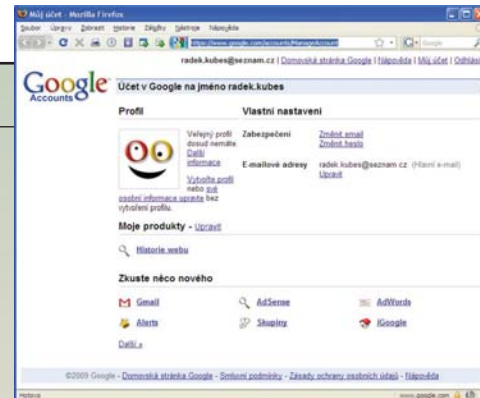 Můj účet - Mozilla Firefox
Soubor Úpravy Zobrazit Historie Záložky Nástroje Nápověda
https://www.google.com/accounts/ManageAccount
Google
radek.kubes@seznam.cz | Domovská stránka Google | Nápověda | Můj účet | Odhlásit
Google
Accounts
Účet v Google na jméno radek.kubes
Profil
Veřejný profil
dosud nemáte.
Další
informace
Vytvořte profil
nebo své
osobní informace upravte bez
vytvoření profilu.
Vlastní nastavení
Zabezpečení
Změnit email
Změnit heslo
E-mailové adresy
radek.kubes@seznam.cz (Hlavní e-mail)
Upravit
Moje produkty - Upravit
Historie webu
Zkuste něco nového
Gmail
AdSense
AdWords
Alerts
Skupiny
iGoogle
Další »
©2009 Google - Domovská stránka Google - Smluvní podmínky - Zásady ochrany osobních údajů - Nápověda
Hotovo
www.google.com